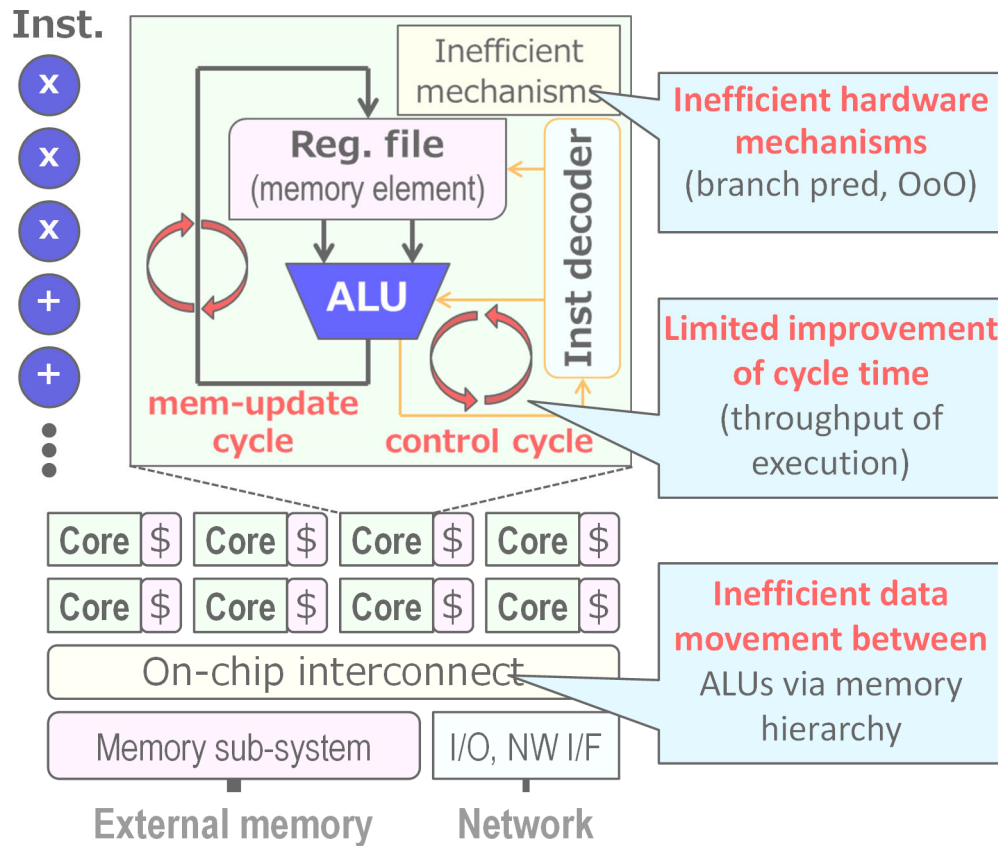 Inst.
x
x
x
+
+
Inefficient
mechanisms
Reg. file
(memory element)
ALU
Inst decoder
mem-update
cycle
control cycle
Inefficient hardware
mechanisms
(branch pred, OoO)
Limited improvement
of cycle time
(throughput of
execution)
Core $ Core $ Core $ Core $
Core $ Core $ Core $ Core $
Inefficient data
movement between
ALUs via memory
hierarchy
On-chip interconnect
Memory sub-system
I/O, NW I/F
External memory
Network